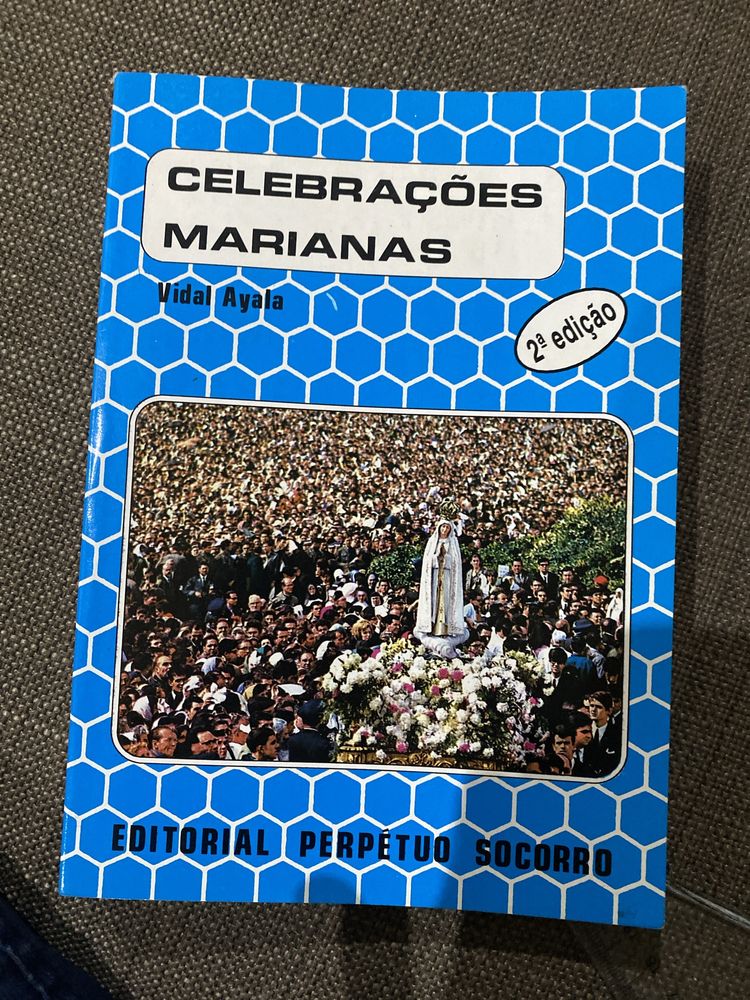 CELEBRAÇÕES
MARIANAS
Vidal Ayala
2ª edição
EDITORIAL PERPÉTUO SOCORRO